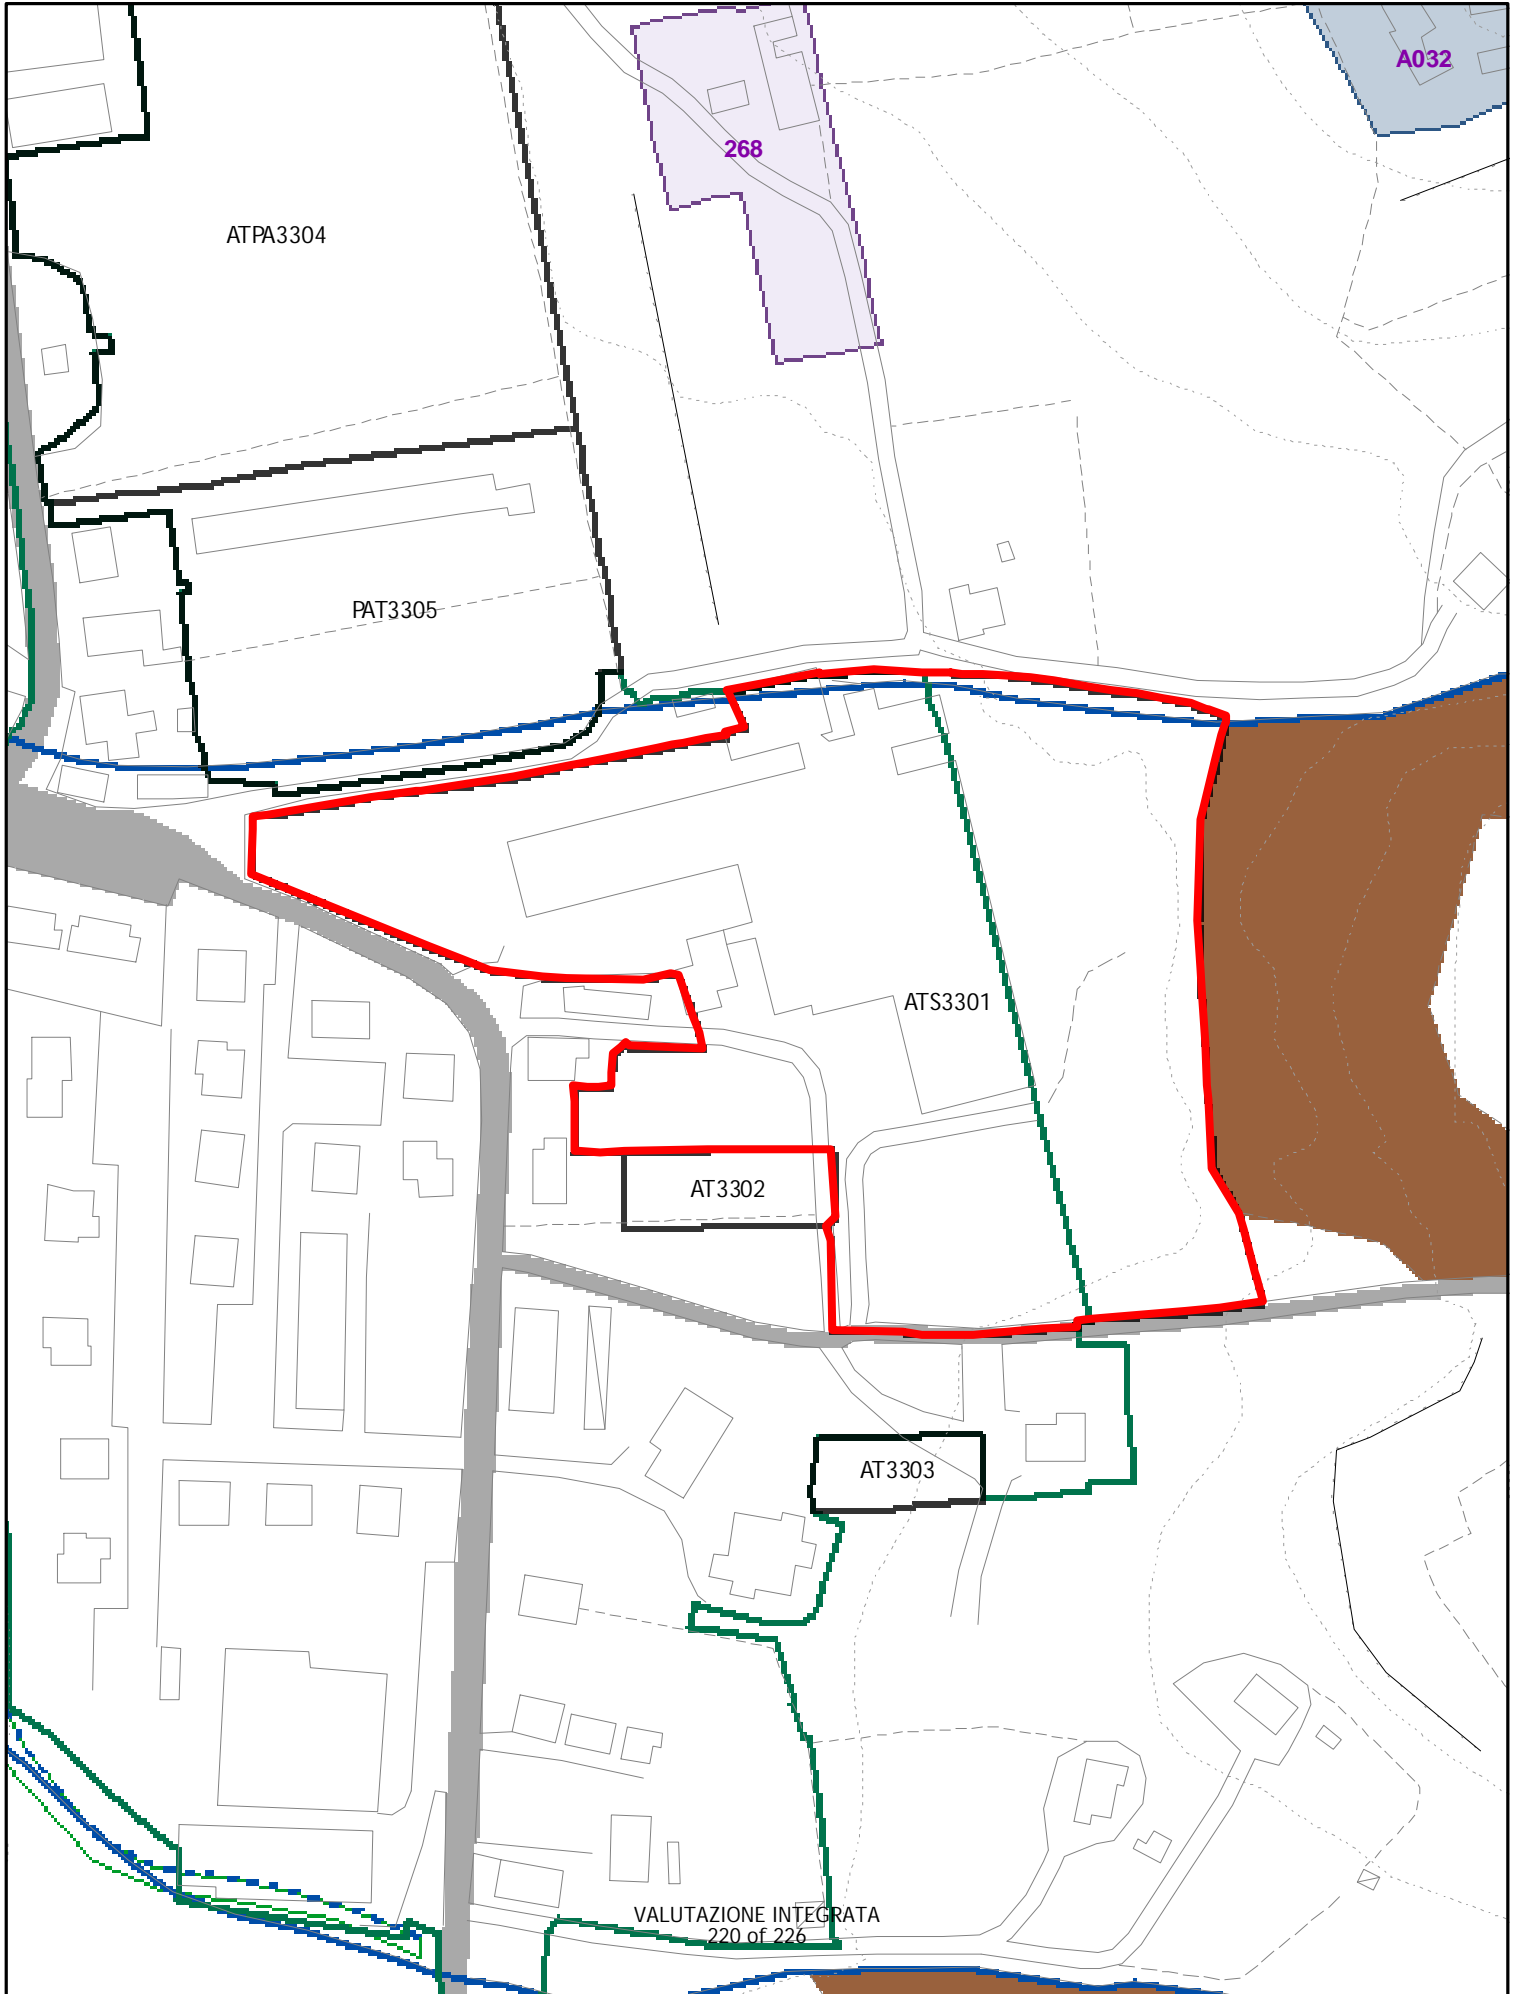 A032
268
ATPA3304
PAT3305
ATS3301
AT3302
AT3303
VALUTAZIONE INTEGRATA
220 of 226